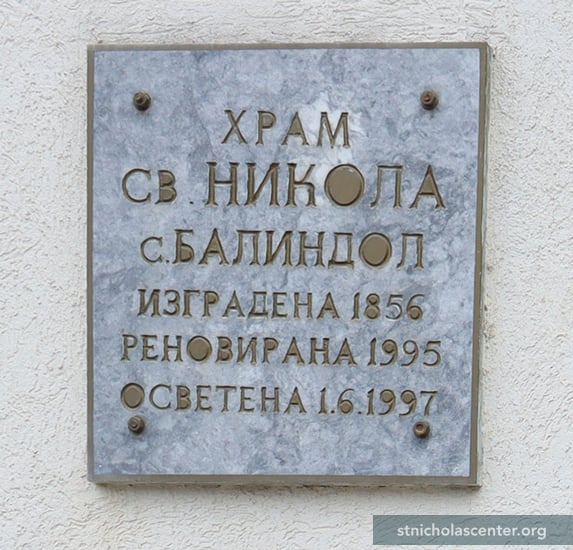 ХРАМ
СВ. НИКОЛА
с. БАЛИНДОЛ
ИЗГРАДЕНА 1856
РЕНОВИРАНА 1995
ОСВЕТЕНА 1.6.1997
stnicholascenter.org